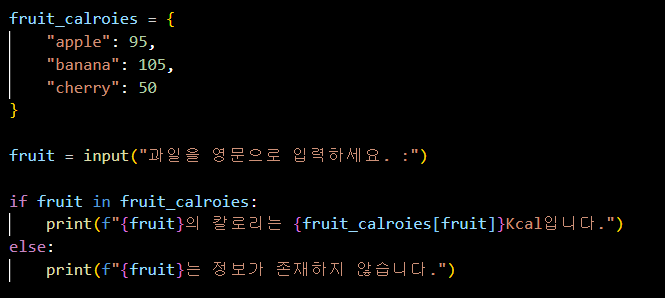 fruit_calroies = {
    "apple": 95,
    "banana": 105,
    "cherry": 50
}
fruit = input("과일을 영문으로 입력하세요. :")
if fruit in fruit_calroies:
    print(f"{fruit}의 칼로리는 {fruit_calroies[fruit]}Kcal입니다.")
else:
    print(f"{fruit}는 정보가 존재하지 않습니다.")